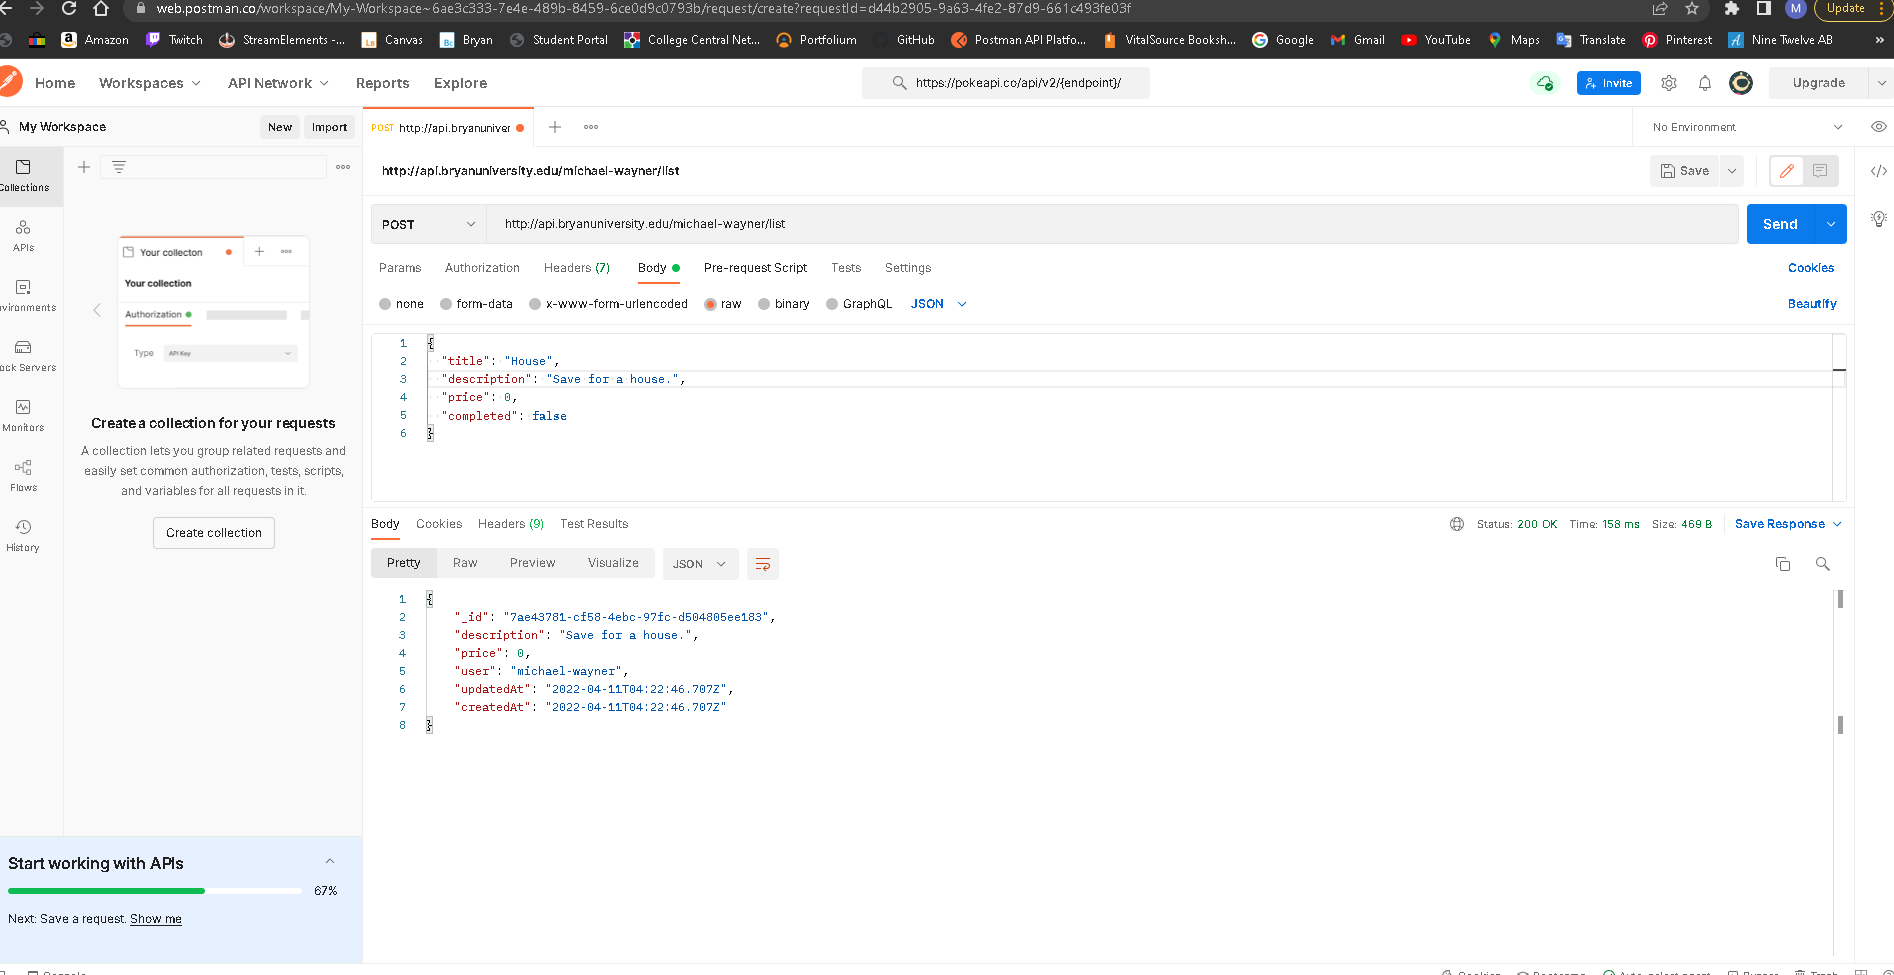 web.postman.co/workspace/My-Workspace~6ae3c333-7e4e-489b-8459-6ce0d9c0793b/request/create?requestId=d44b2905-9a63-4fe2-87d9-661c493fe03f
M
Update
Amazon Twitch StreamElements -... Canvas Bryan Student Portal College Central Net... Portfolium GitHub Postman API Platfo... VitalSource Booksh... Google Gmail YouTube Maps Translate Pinterest Nine Twelve AB »
Home Workspaces API Network Reports Explore https://pokeapi.co/api/v2/{endpoint}/ Invite Upgrade
My Workspace New Import POST http://api.bryanuniver No Environment
Collections
APIs
vironments
ock Servers
Monitors
Flows
History
Your collecton
Your collection
Authorization
Type API Key
Create a collection for your requests
A collection lets you group related requests and
easily set common authorization, tests, scripts,
and variables for all requests in it.
Create collection
Start working with APIs
67%
Next: Save a request. Show me
http://api.bryanuniversity.edu/michael-wayner/list Save
POST http://api.bryanuniversity.edu/michael-wayner/list Send
Params Authorization Headers (7) Body Pre-request Script Tests Settings Cookies
none form-data x-www-form-urlencoded raw binary GraphQL JSON Beautify
1 {
2 "title": "House",
3 "description": "Save for a house.",
4 "price": 0,
5 "completed": false
6 }
Body Cookies Headers (9) Test Results Status: 200 OK Time: 158 ms Size: 469 B Save Response
Pretty Raw Preview Visualize JSON
1 {
2 "_id": "7ae43781-cf58-4ebc-97fc-d504805ee183",
3 "description": "Save for a house.",
4 "price": 0,
5 "user": "michael-wayner",
6 "updatedAt": "2022-04-11T04:22:46.707Z",
7 "createdAt": "2022-04-11T04:22:46.707Z"
8 }